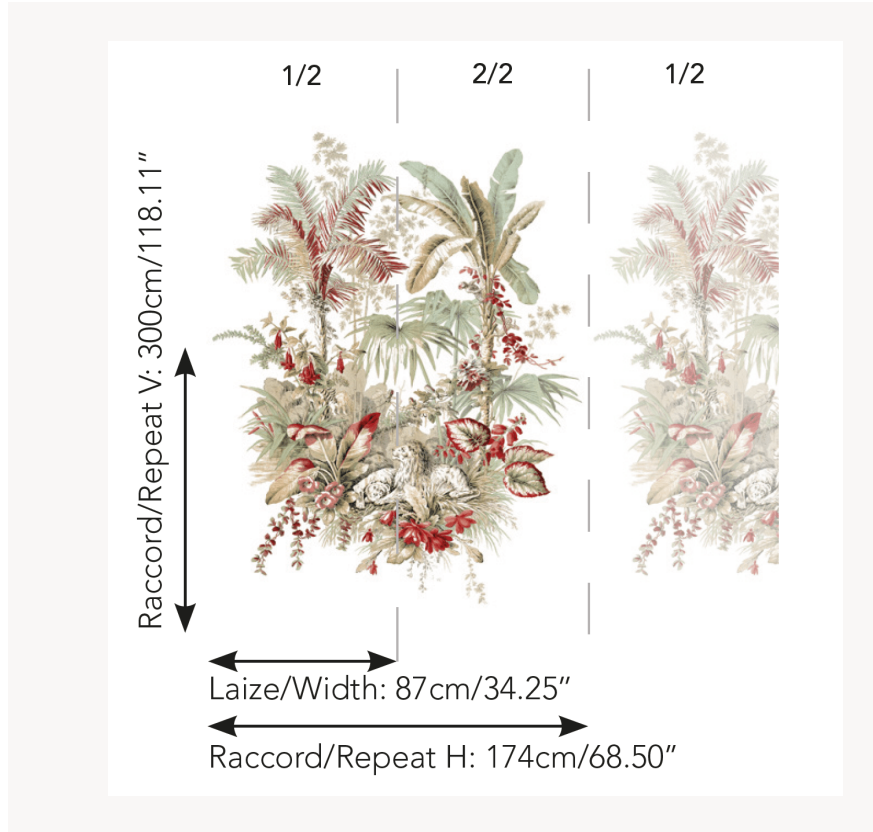 1/2
2/2
1/2
Raccord/Repeat V: 300cm/118.11”
Laize/Width: 87cm/34.25”
Raccord/Repeat H: 174cm/68.50”